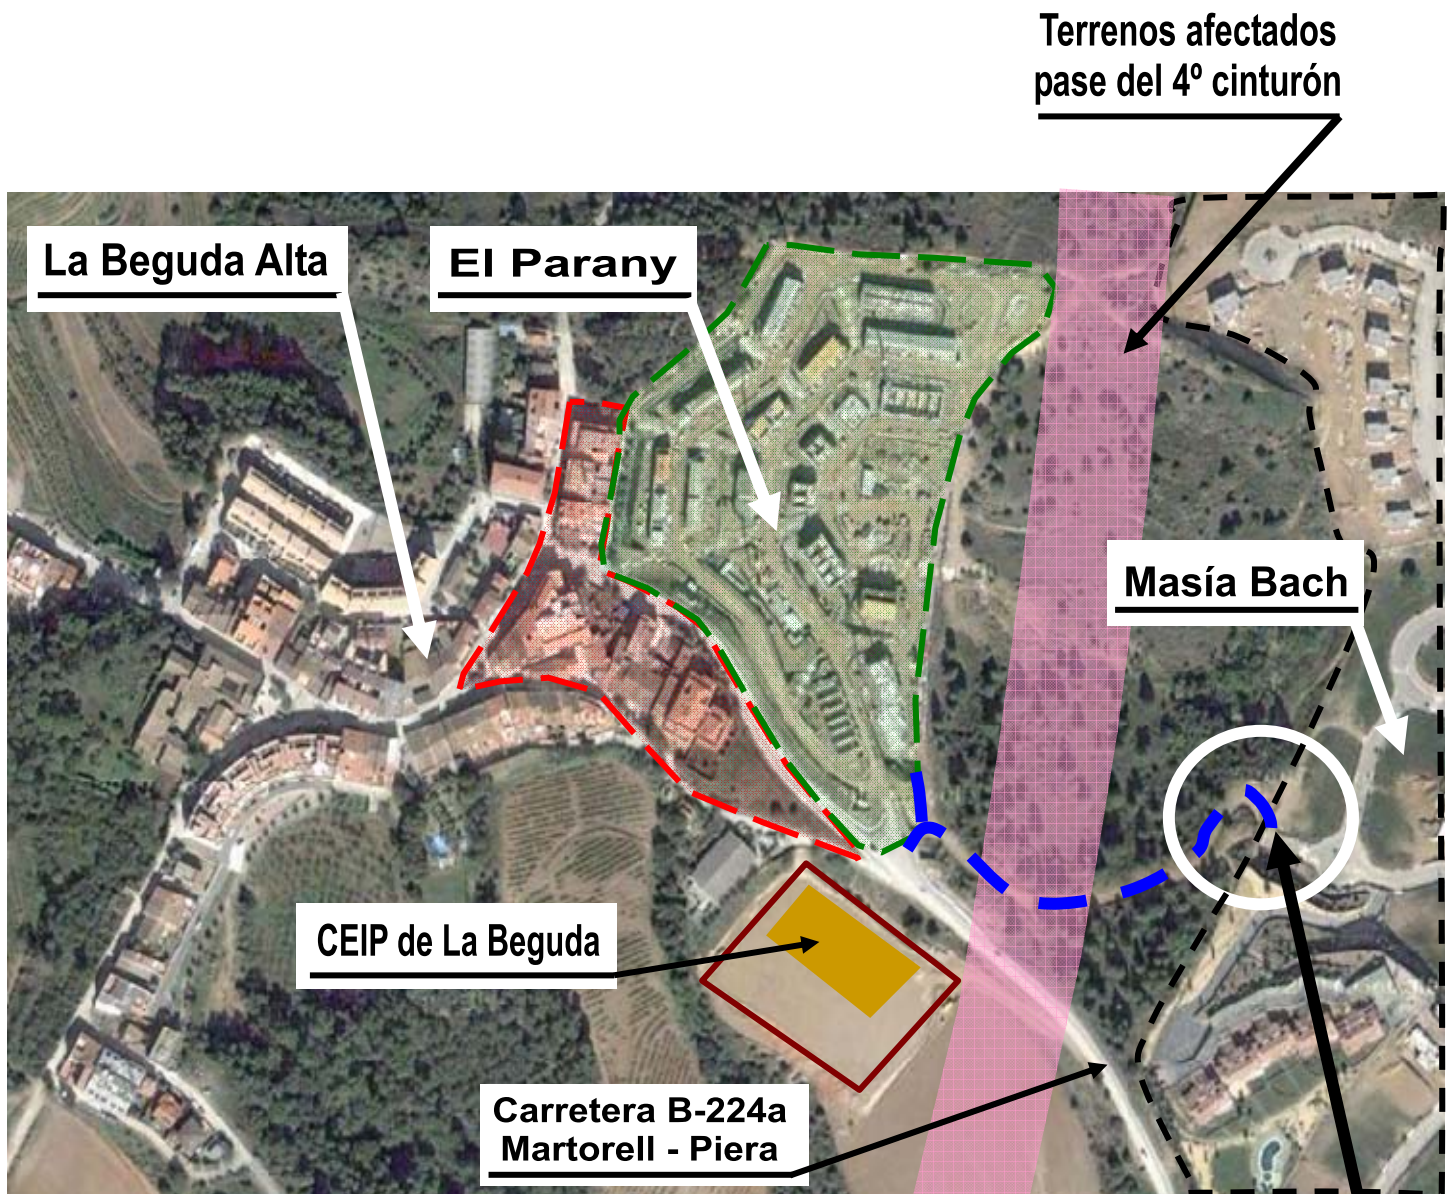 Terrenos afectados
pase del 4º cinturón
La Beguda Alta
El Parany
Masía Bach
CEIP de La Beguda
Carretera B-224a
Martorell - Piera